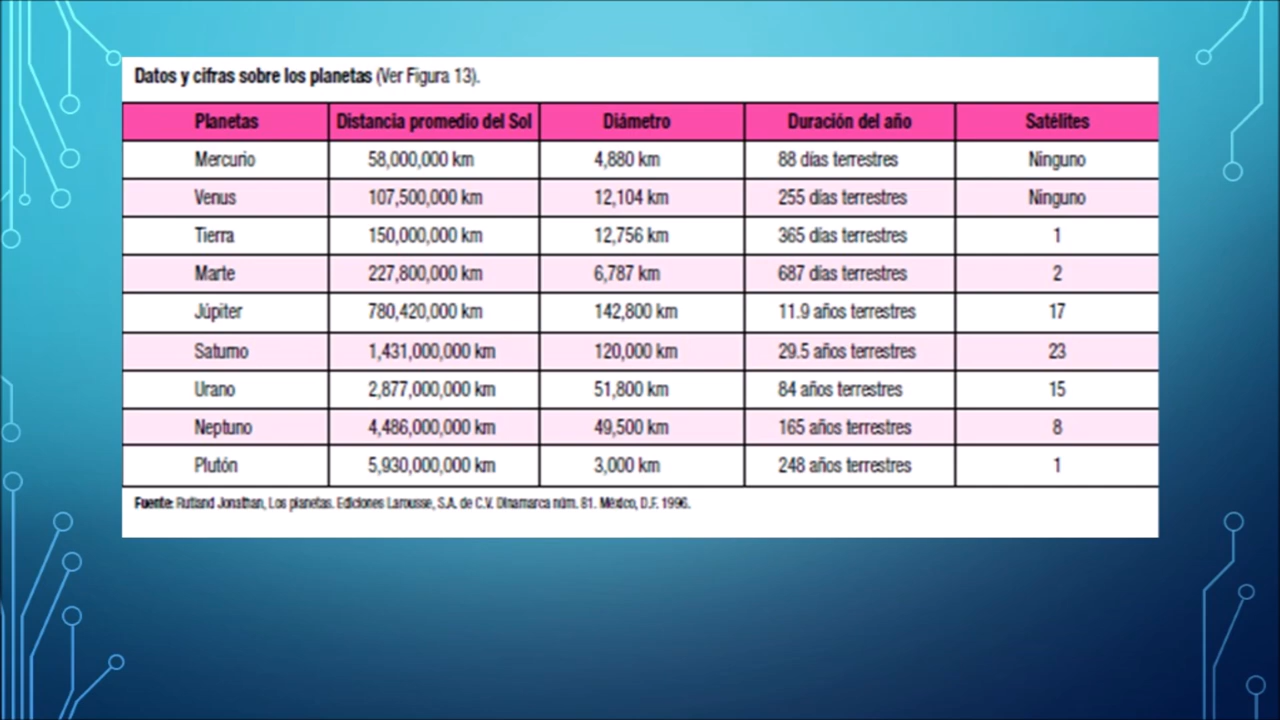 Datos y cifras sobre los planetas (Ver Figura 13).
Planetas Distancia promedio del Sol Diámetro Duración del año Satélites
Mercurio 58,000,000 km 4,880 km 88 días terrestres Ninguno
Venus 107,500,000 km 12,104 km 255 días terrestres Ninguno
Tierra 150,000,000 km 12,756 km 365 días terrestres 1
Marte 227,800,000 km 6,787 km 687 días terrestres 2
Júpiter 780,420,000 km 142,800 km 11.9 años terrestres 17
Saturno 1,431,000,000 km 120,000 km 29.5 años terrestres 23
Urano 2,877,000,000 km 51,800 km 84 años terrestres 15
Neptuno 4,486,000,000 km 49,500 km 165 años terrestres 8
Plutón 5,930,000,000 km 3,000 km 248 años terrestres 1
Fuente: Rutland Jonathan, Los planetas. Ediciones Larousse, S.A. de C.V. Dinamarca núm. 81. México, D.F. 1996.